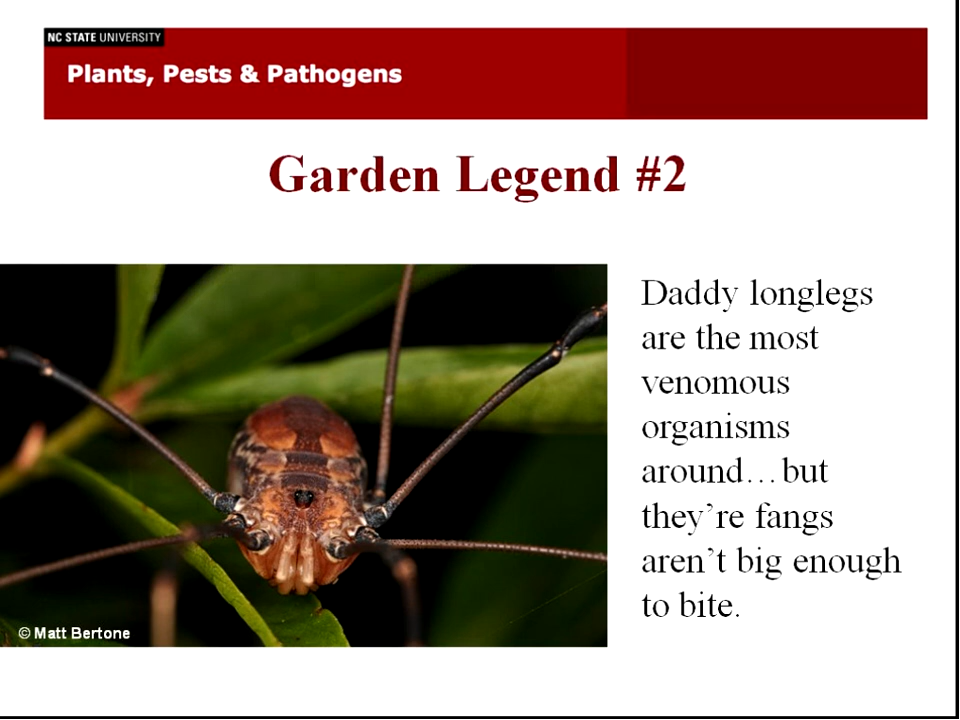 NC STATE UNIVERSITY
Plants, Pests & Pathogens
Garden Legend #2
Daddy longlegs
are the most
venomous
organisms
around…but
they’re fangs
aren’t big enough
to bite.
© Matt Bertone